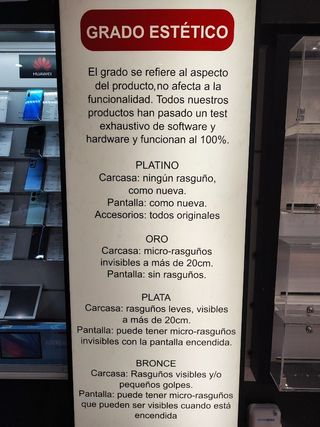 GRADO ESTÉTICO
HUAWEI
El grado se refiere al aspecto
del producto,no afecta a la
funcionalidad. Todos nuestros
productos han pasado un test
exhaustivo de software y
hardware y funcionan al 100%.
PLATINO
Carcasa: ningún rasguño,
como nueva.
Pantalla: como nueva.
Accesorios: todos originales
ORO
Carcasa: micro-rasguños
invisibles a más de 20cm.
Pantalla: sin rasguños.
PLATA
Carcasa: rasguños leves, visibles
a más de 20cm.
Pantalla: puede tener micro-rasguños
invisibles con la pantalla encendida.
BRONCE
Carcasa: Rasguños visibles y/o
pequeños golpes.
Pantalla: puede tener micro-rasguños
que pueden ser visibles cuando está
encendida